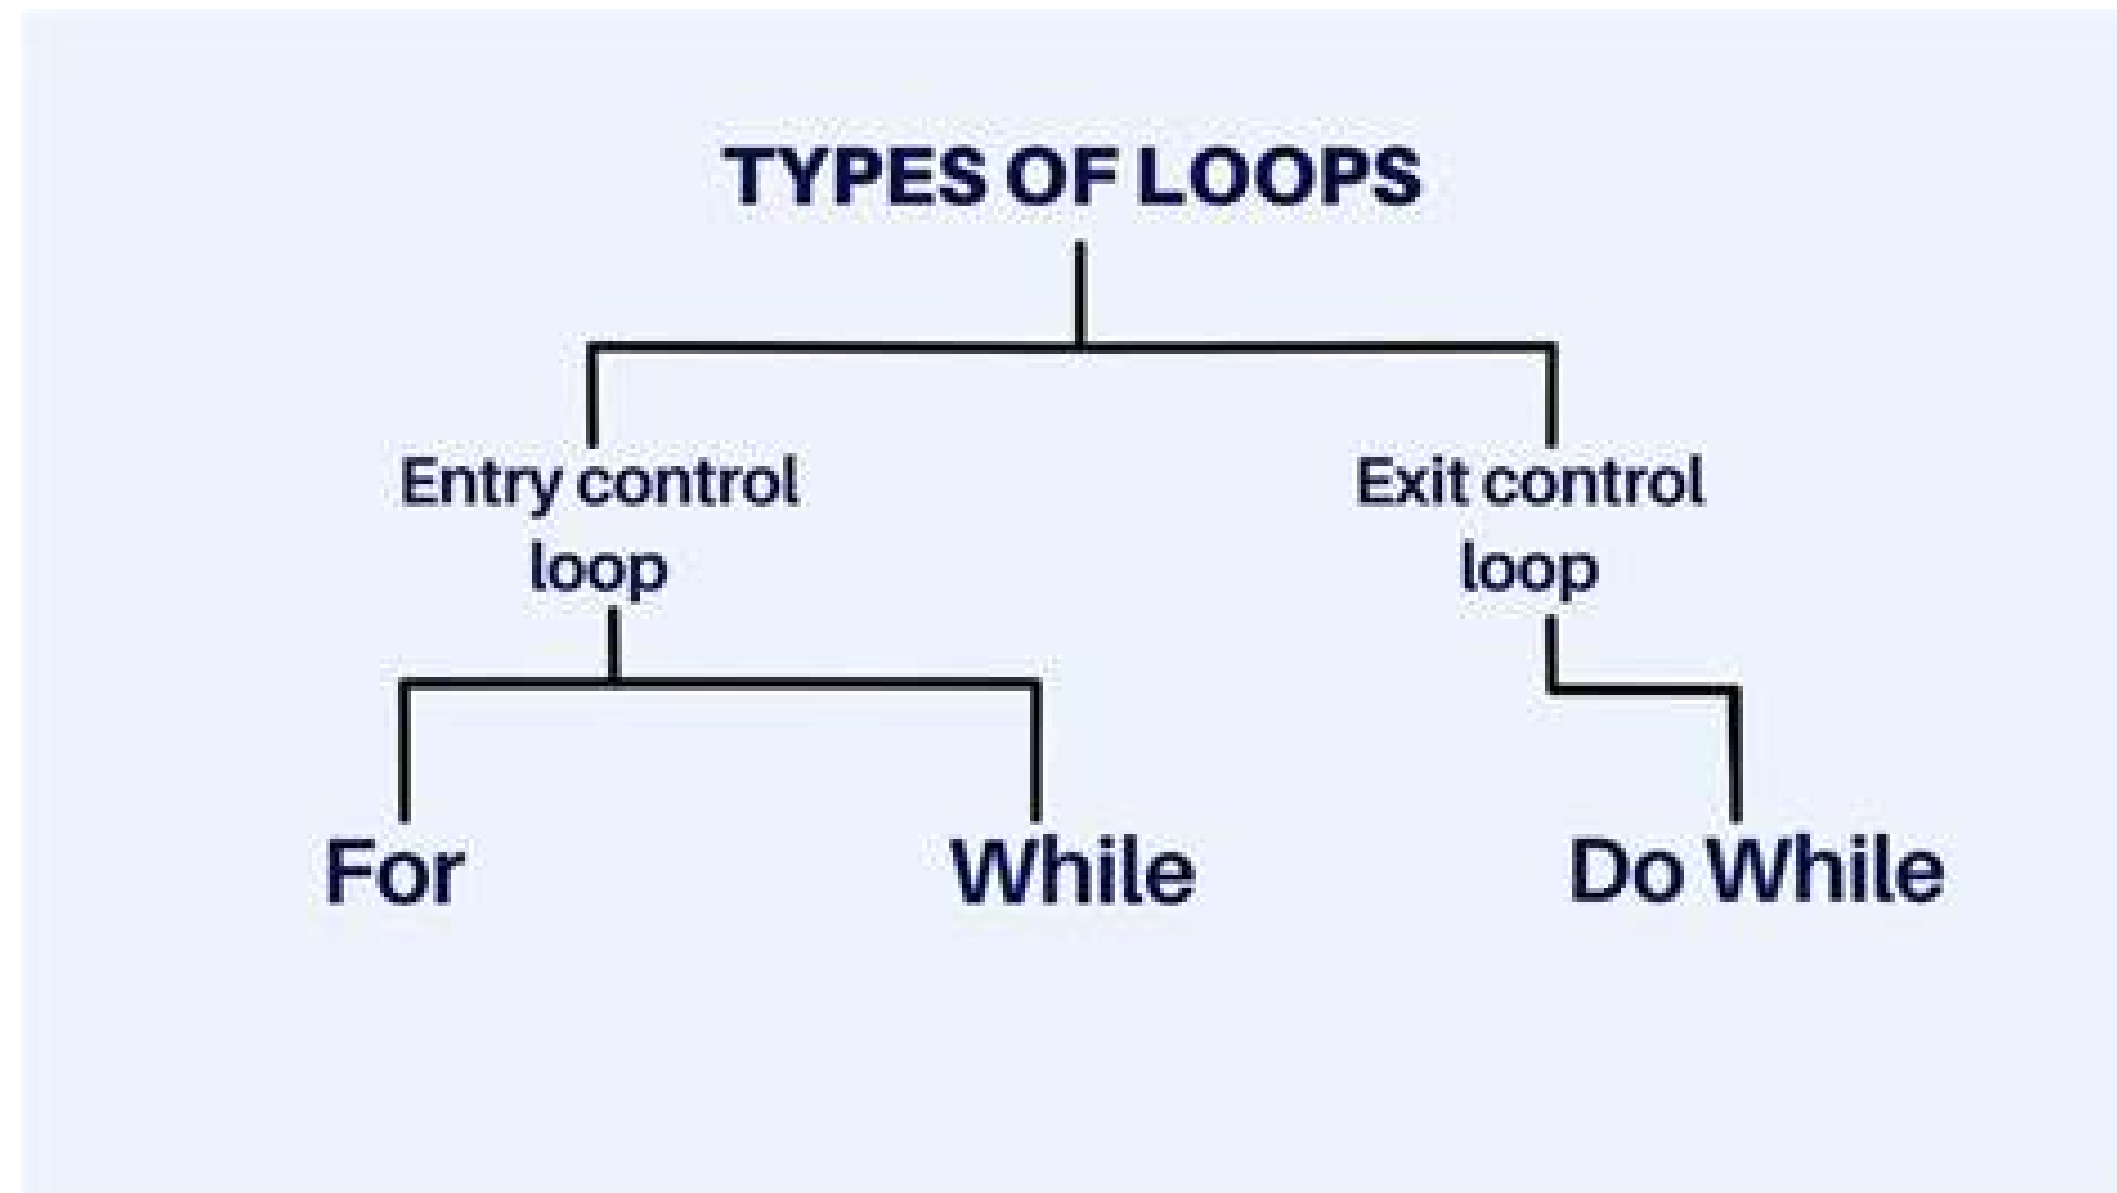 TYPES OF LOOPS
Entry control
loop
Exit control
loop
For
While
Do While